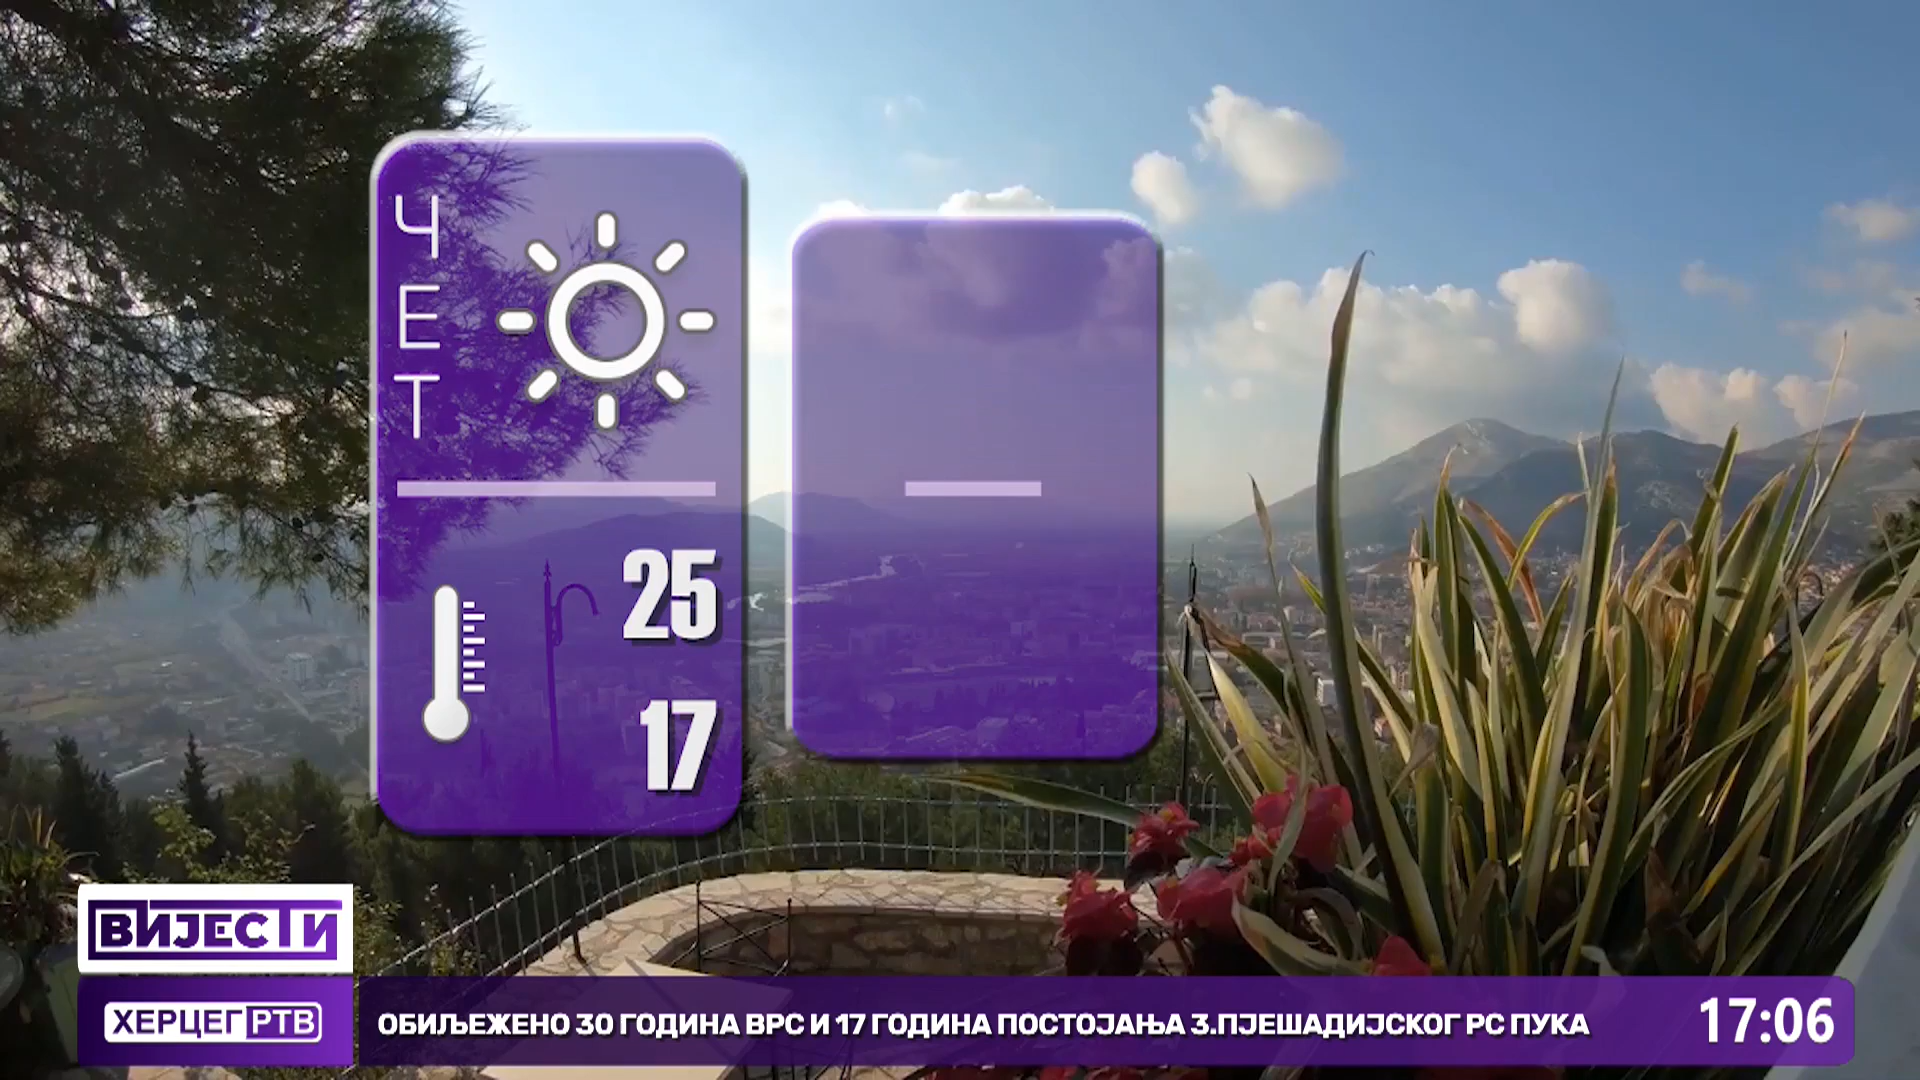 ЧЕТ
25
17
ВИЈЕСТИ
ХЕРЦЕГ РТВ
ОБИЉЕЖЕНО 30 ГОДИНА ВРС И 17 ГОДИНА ПОСТОЈАЊА 3.ПЈЕШАДИЈСКОГ РС ПУКА
17:06